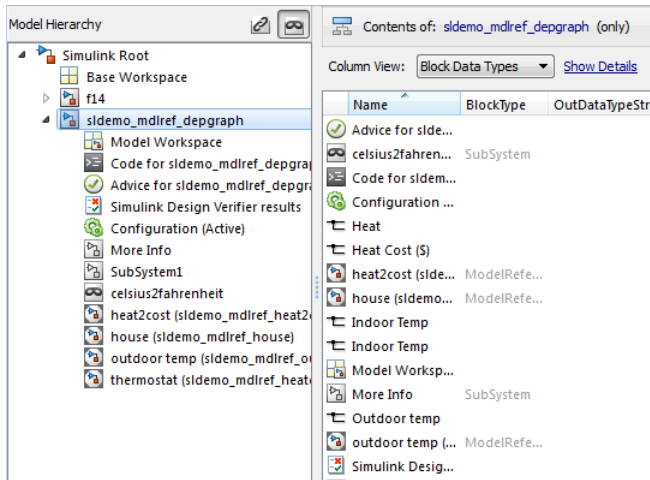 Model Hierarchy
Simulink Root
Base Workspace
f14
sldemo_mdlref_depgraph
Model Workspace
Code for sldemo_mdlref_depgra
Advice for sldemo_mdlref_depgra
Simulink Design Verifier results
Configuration (Active)
More Info
SubSystem1
celsius2fahrenheit
heat2cost (sldemo_mdlref_heat2
house (sldemo_mdlref_house)
outdoor temp (sldemo_mdlref_ou
thermostat (sldemo_mdlref_heat
Contents of: sldemo_mdlref_depgraph (only)
Column View: Block Data Types Show Details
Name BlockType OutDataTypeStr
Advice for slde...
celsius2fahren... SubSystem
Code for sldem...
Configuration ...
Heat
Heat Cost ($)
heat2cost (slde... ModelRefe...
house (sldemo... ModelRefe...
Indoor Temp
Indoor Temp
Model Worksp...
More Info SubSystem
Outdoor temp
outdoor temp (... ModelRefe...
Simulink Desig...